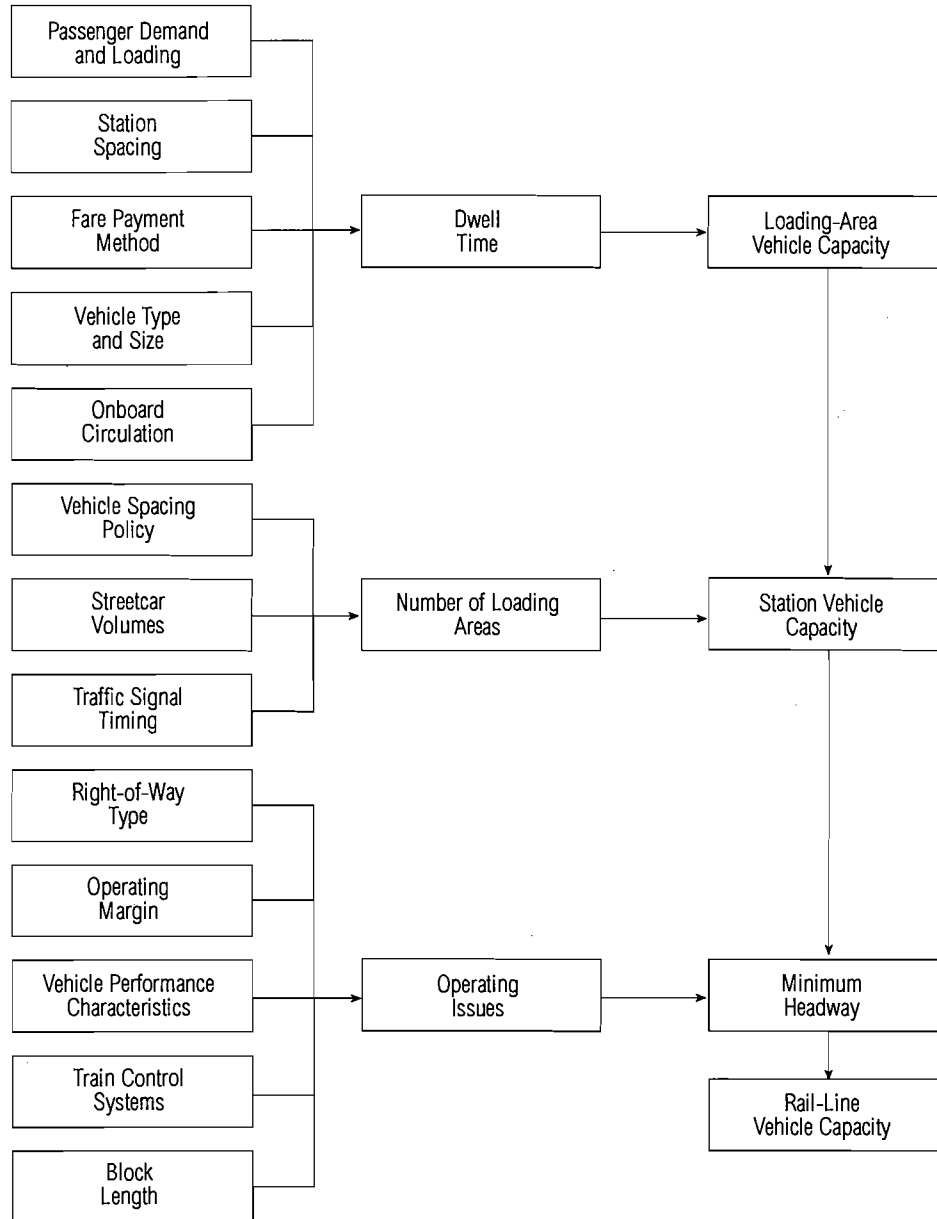 Passenger Demand
and Loading
Station
Spacing
Fare Payment
Method
Dwell
Time
Loading-Area
Vehicle Capacity
Vehicle Type
and Size
Onboard
Circulation
Vehicle Spacing
Policy
Streetcar
Volumes
Number of Loading
Areas
Station Vehicle
Capacity
Traffic Signal
Timing
Right-of-Way
Type
Operating
Margin
Vehicle Performance
Characteristics
Operating
Issues
Minimum
Headway
Train Control
Systems
Rail-Line
Vehicle Capacity
Block
Length